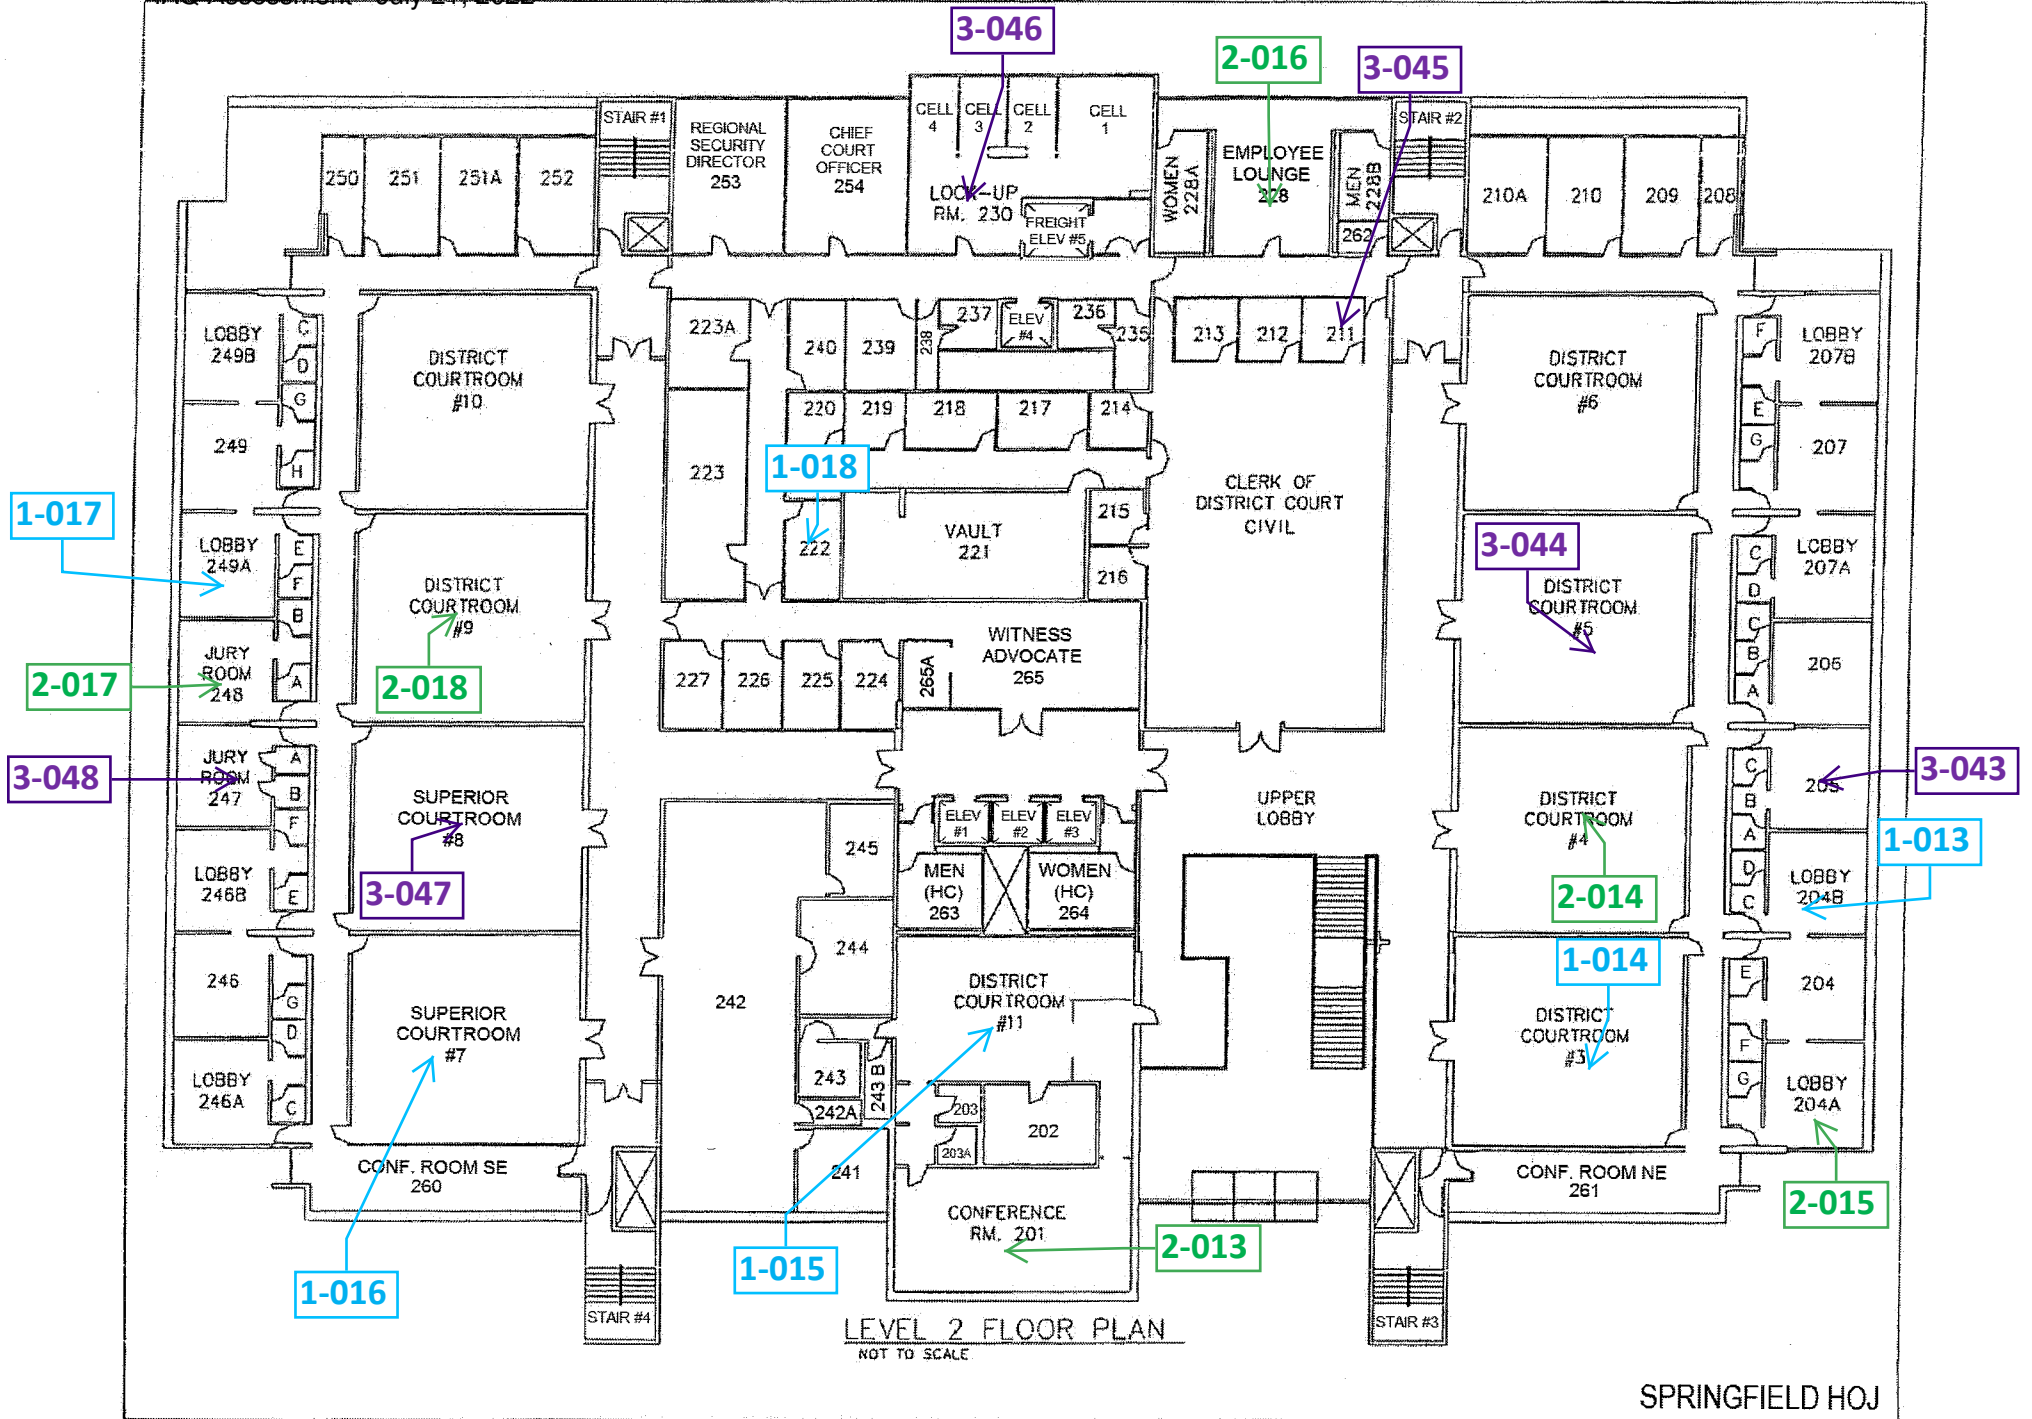 IAQ Assessment - July 21, 2022
3-046
2-016
3-045
STAIR #1
REGIONAL
SECURITY
DIRECTOR
253
CHIEF
COURT
OFFICER
254
CELL
4
CELL
3
CELL
2
CELL
1
LOCK-UP
RM. 230
FREIGHT
ELEV #5
WOMEN
228A
EMPLOYEE
LOUNGE
228
MEN
228B
262
STAIR #2
250
251
251A
252
210A
210
209
208
LOBBY
249B
C
D
G
H
249
DISTRICT
COURTROOM
#10
223A
240
239
238
237
ELEV
#4
236
235
213
212
211
DISTRICT
COURTROOM
#6
F
E
G
LOBBY
207B
207
220
219
218
217
214
1-018
223
222
VAULT
221
215
216
CLERK OF
DISTRICT COURT
CIVIL
1-017
LOBBY
249A
E
F
B
A
DISTRICT
COURTROOM
#9
2-018
3-044
DISTRICT
COURTROOM
#5
C
D
C
B
A
LOBBY
207A
206
2-017
JURY
ROOM
248
227
226
225
224
265A
WITNESS
ADVOCATE
265
3-048
JURY
ROOM
247
A
B
F
E
SUPERIOR
COURTROOM
#8
3-047
LOBBY
246B
245
ELEV
#1
ELEV
#2
ELEV
#3
MEN
(HC)
263
WOMEN
(HC)
264
UPPER
LOBBY
DISTRICT
COURTROOM
#4
2-014
C
B
A
D
C
205
3-043
1-013
LOBBY
204B
246
G
D
C
SUPERIOR
COURTROOM
#7
LOBBY
246A
242
244
243
243 B
242A
241
DISTRICT
COURTROOM
#11
203
203A
202
1-014
DISTRICT
COURTROOM
#3
E
F
G
204
LOBBY
204A
CONF. ROOM SE
260
CONFERENCE
RM. 201
CONF. ROOM NE
261
2-015
2-013
1-015
1-016
STAIR #4
STAIR #3
LEVEL 2 FLOOR PLAN
NOT TO SCALE
SPRINGFIELD HOJ